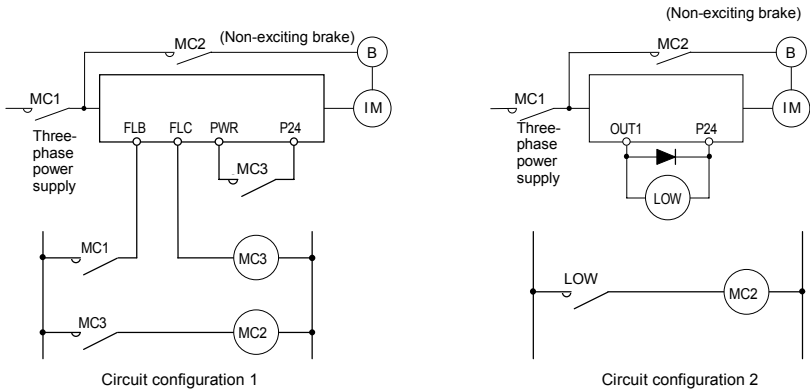 (Non-exciting brake)
MC2
B
MC1
IM
Three-
phase
power
supply
FLB
FLC
PWR
P24
MC3
MC1
MC3
MC3
MC2
Circuit configuration 1
(Non-exciting brake)
MC2
B
MC1
IM
Three-
phase
power
supply
OUT1
P24
LOW
LOW
MC2
Circuit configuration 2